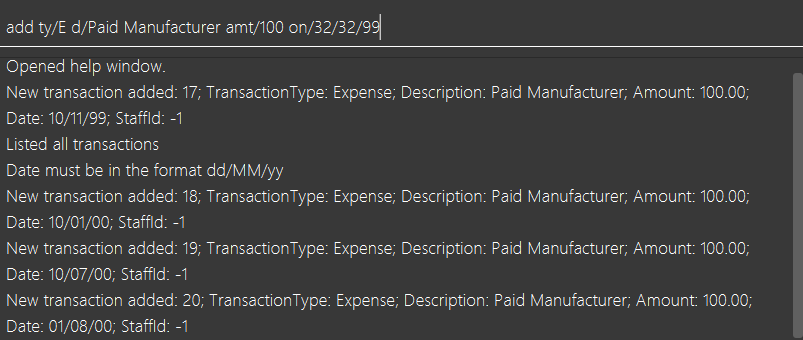 add ty/E d/Paid Manufacturer amt/100 on/32/32/99
Opened help window.
New transaction added: 17; TransactionType: Expense; Description: Paid Manufacturer; Amount: 100.00;
Date: 10/11/99; StaffId: -1
Listed all transactions
Date must be in the format dd/MM/yy
New transaction added: 18; TransactionType: Expense; Description: Paid Manufacturer; Amount: 100.00;
Date: 10/01/00; StaffId: -1
New transaction added: 19; TransactionType: Expense; Description: Paid Manufacturer; Amount: 100.00;
Date: 10/07/00; StaffId: -1
New transaction added: 20; TransactionType: Expense; Description: Paid Manufacturer; Amount: 100.00;
Date: 01/08/00; StaffId: -1